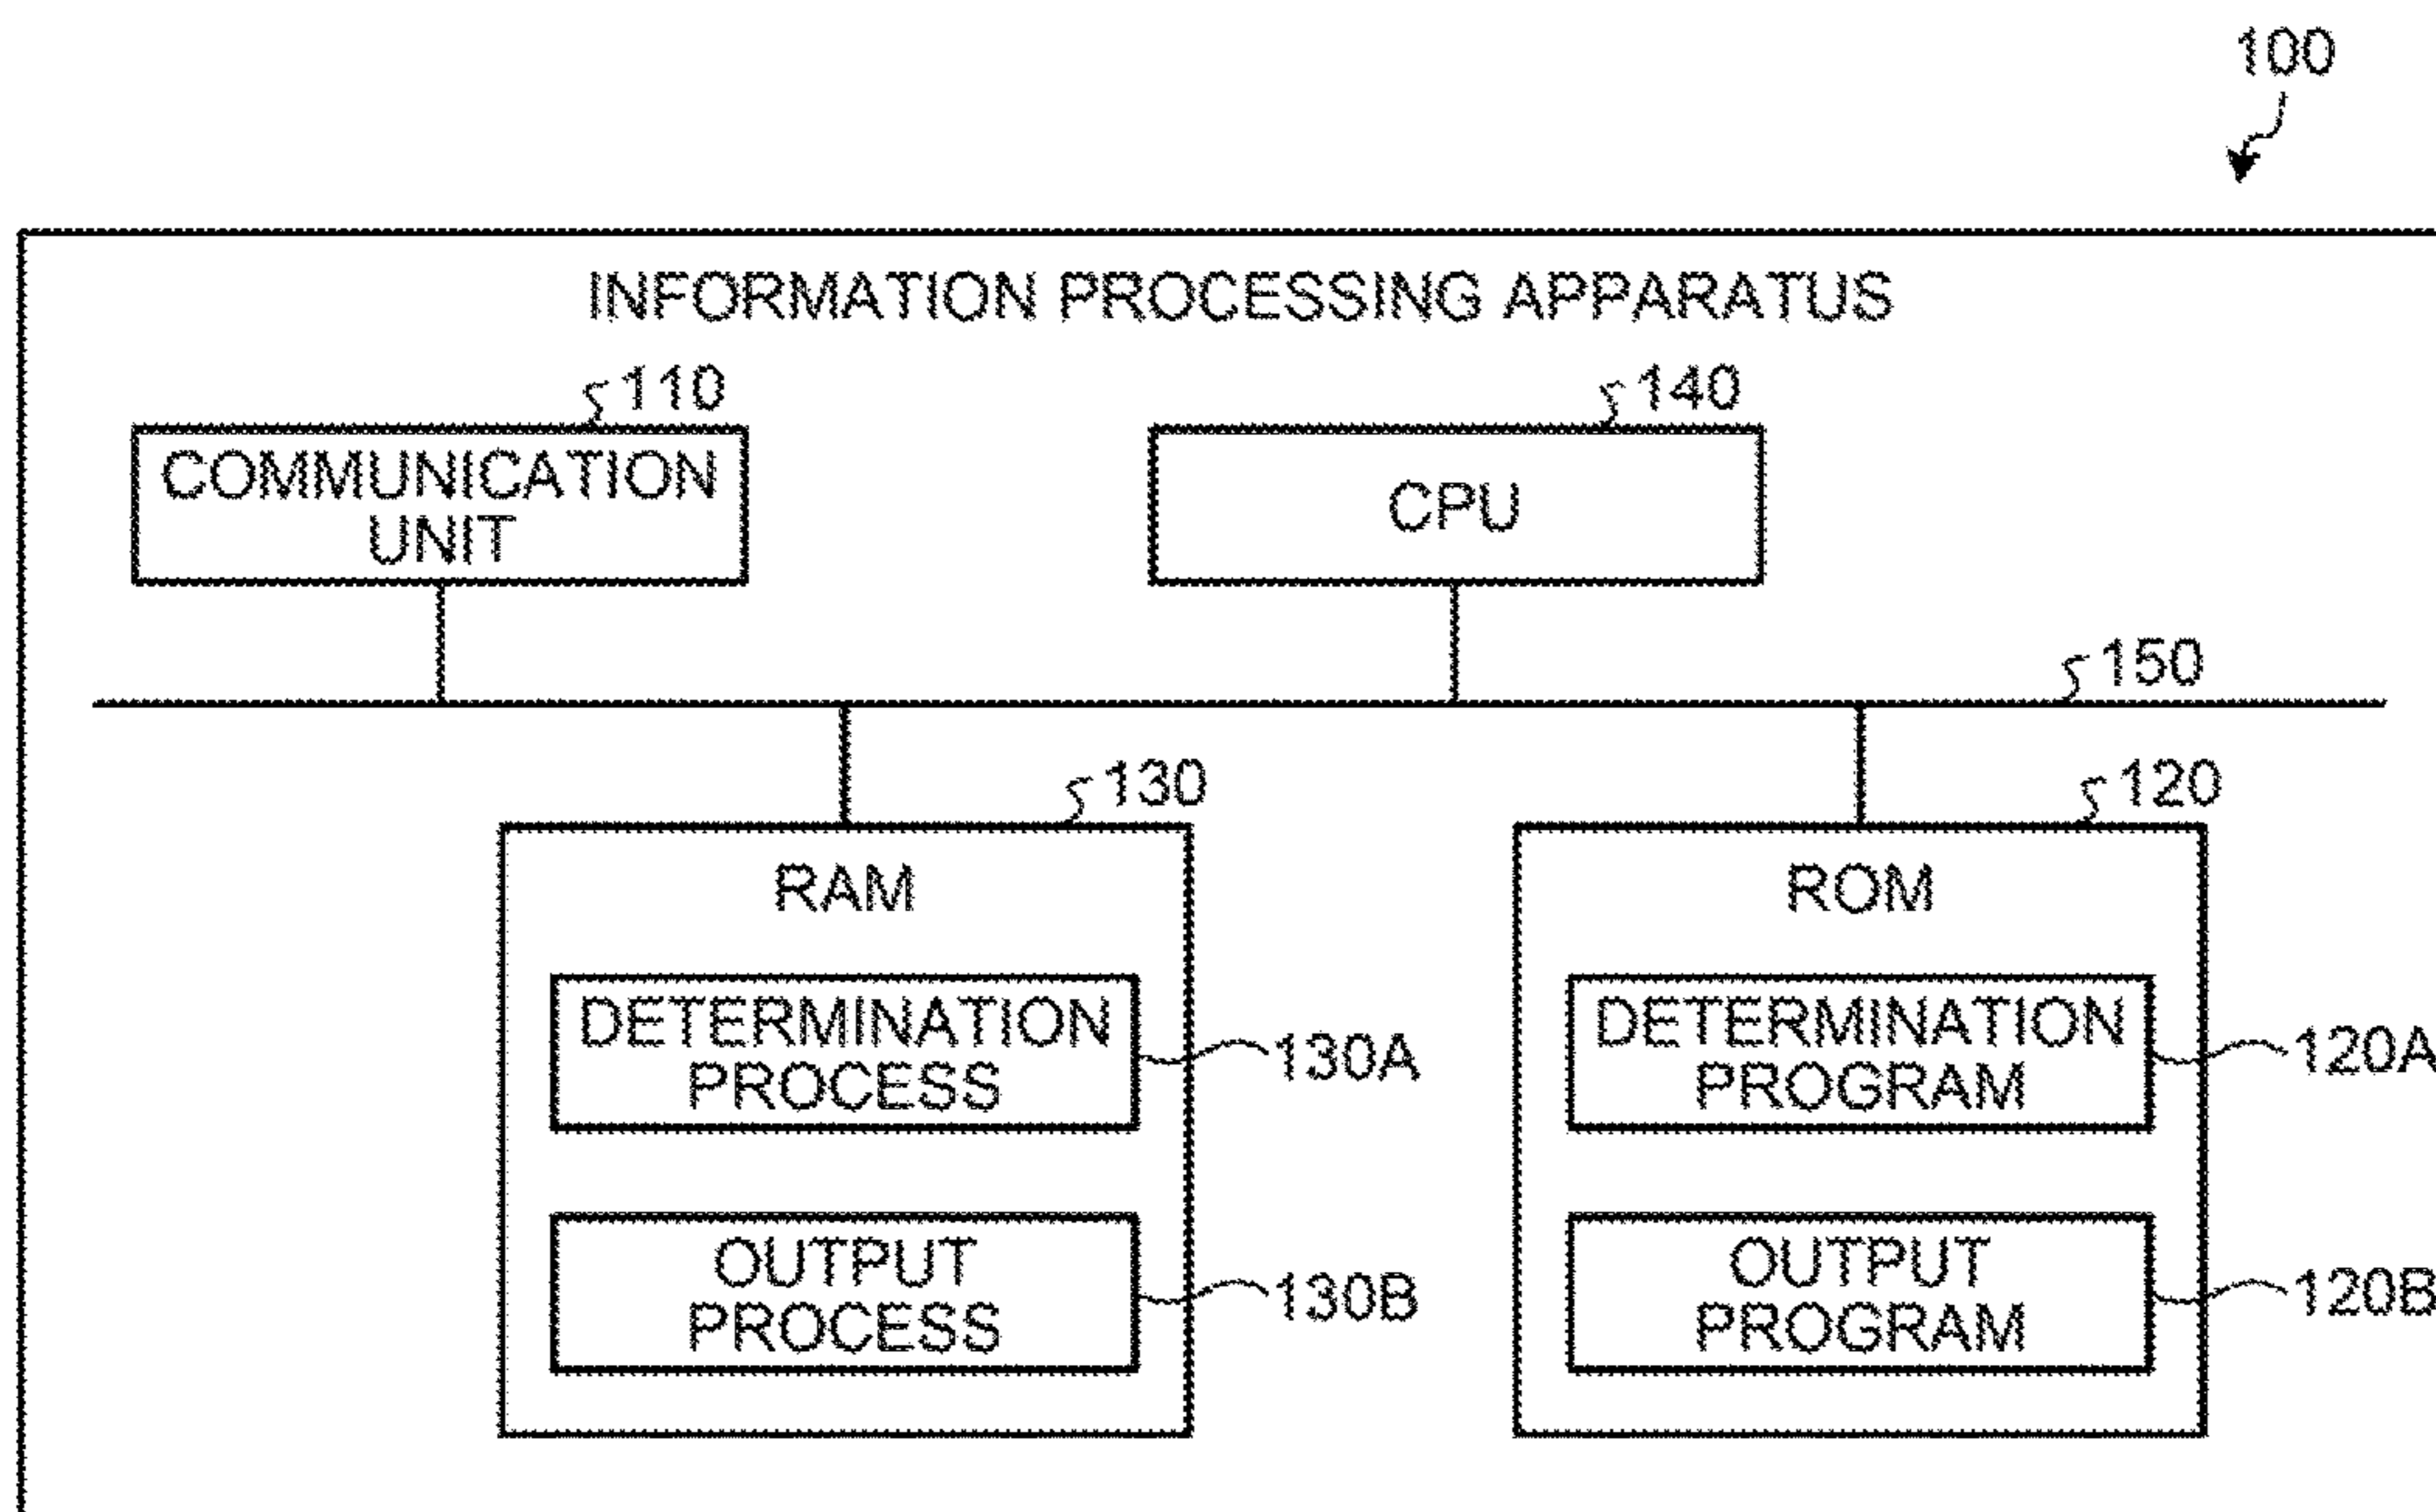 100
INFORMATION PROCESSING APPARATUS
110
140
COMMUNICATION
UNIT
CPU
150
130
120
RAM
ROM
DETERMINATION
PROCESS
130A
DETERMINATION
PROGRAM
120A
OUTPUT
PROCESS
130B
OUTPUT
PROGRAM
120B